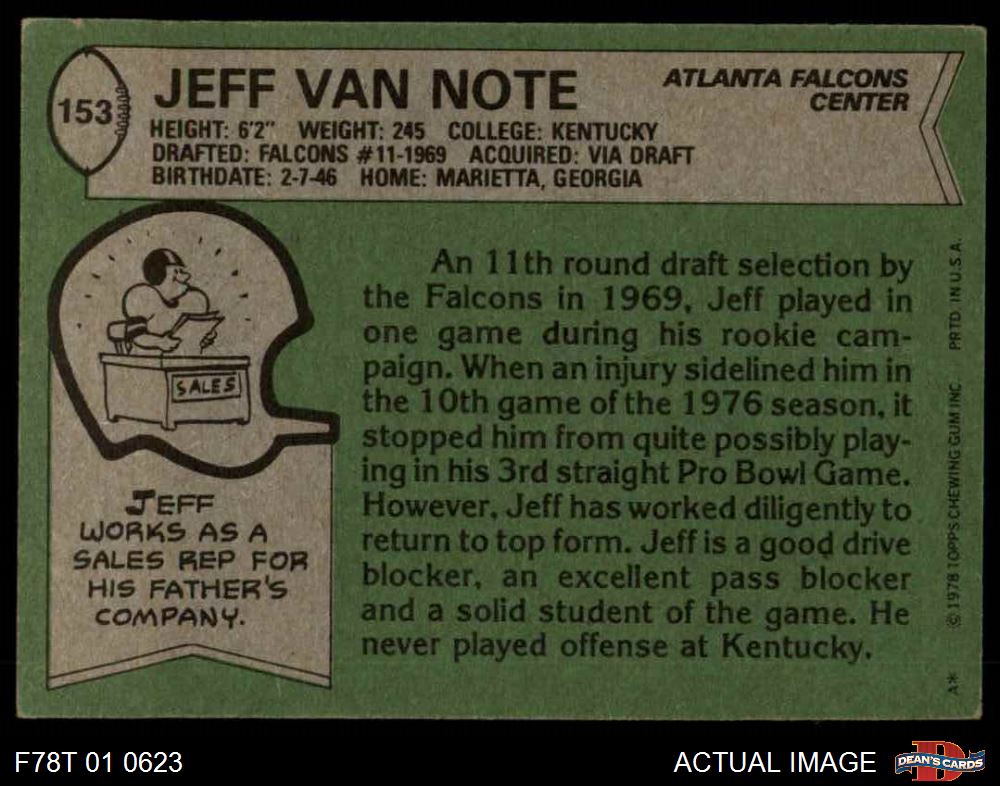 153
JEFF VAN NOTE
ATLANTA FALCONS
CENTER
HEIGHT: 6'2" WEIGHT: 245 COLLEGE: KENTUCKY
DRAFTED: FALCONS #11-1969 ACQUIRED: VIA DRAFT
BIRTHDATE: 2-7-46 HOME: MARIETTA, GEORGIA
SALES
JEFF
WORKS AS A
SALES REP FOR
HIS FATHER'S
COMPANY.
An 11th round draft selection by
the Falcons in 1969, Jeff played in
one game during his rookie cam-
paign. When an injury sidelined him in
the 10th game of the 1976 season, it
stopped him from quite possibly play-
ing in his 3rd straight Pro Bowl Game.
However, Jeff has worked diligently to
return to top form. Jeff is a good drive
blocker, an excellent pass blocker
and a solid student of the game. He
never played offense at Kentucky.
A* © 1978 TOPPS CHEWING GUM INC. PRTD. IN U.S.A.
F78T 01 0623
ACTUAL IMAGE
D
DEAN'S CARDS